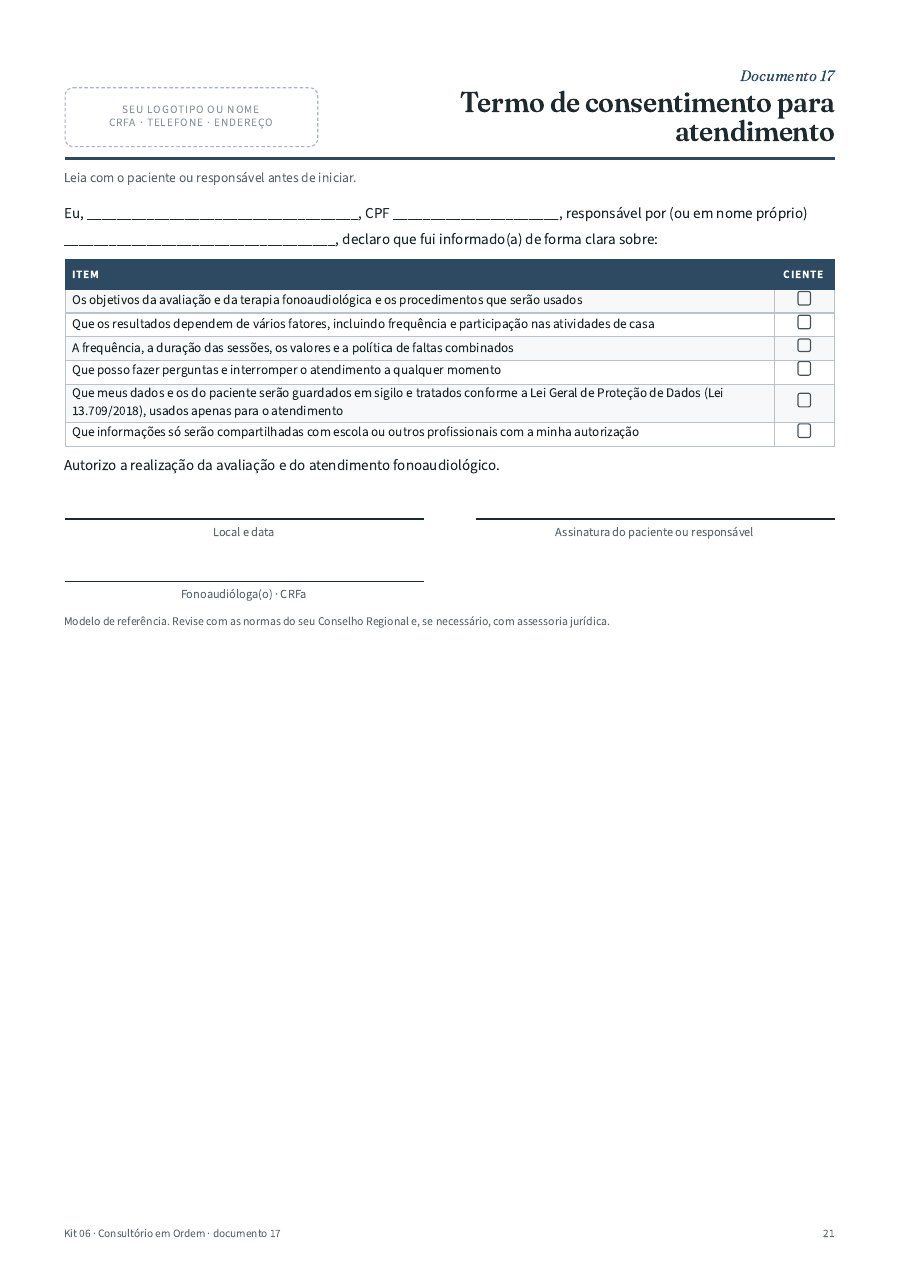 Documento 17
SEU LOGOTIPO OU NOME
CRFA · TELEFONE · ENDEREÇO
Termo de consentimento para
atendimento
Leia com o paciente ou responsável antes de iniciar.
Eu, ____________________________________, CPF ______________________, responsável por (ou em nome próprio)
____________________________________, declaro que fui informado(a) de forma clara sobre:
ITEM CIENTE
Os objetivos da avaliação e da terapia fonoaudiológica e os procedimentos que serão usados
Que os resultados dependem de vários fatores, incluindo frequência e participação nas atividades de casa
A frequência, a duração das sessões, os valores e a política de faltas combinados
Que posso fazer perguntas e interromper o atendimento a qualquer momento
Que meus dados e os do paciente serão guardados em sigilo e tratados conforme a Lei Geral de Proteção de Dados (Lei
13.709/2018), usados apenas para o atendimento
Que informações só serão compartilhadas com escola ou outros profissionais com a minha autorização
Autorizo a realização da avaliação e do atendimento fonoaudiológico.
Local e data
Assinatura do paciente ou responsável
Fonoaudióloga(o) · CRFa
Modelo de referência. Revise com as normas do seu Conselho Regional e, se necessário, com assessoria jurídica.
Kit 06 · Consultório em Ordem · documento 17 21